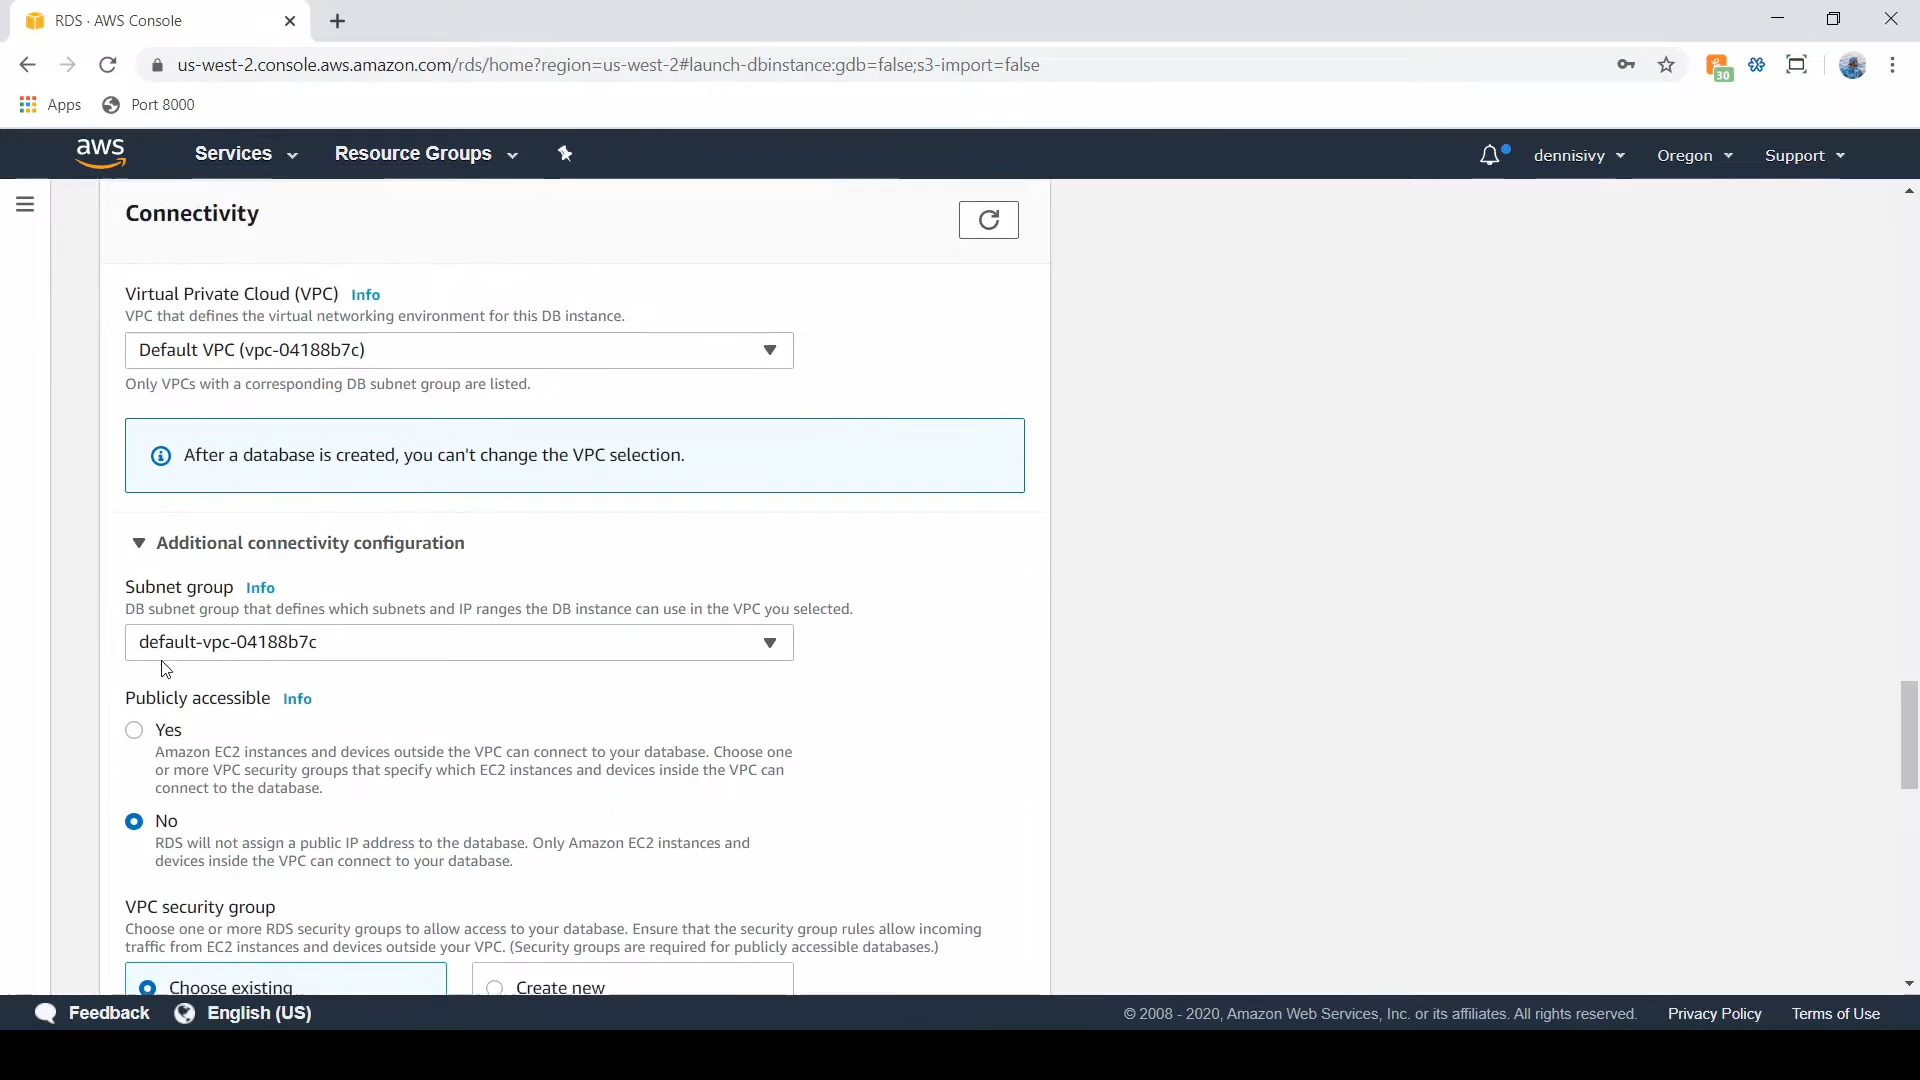 RDS · AWS Console
us-west-2.console.aws.amazon.com/rds/home?region=us-west-2#launch-dbinstance:gdb=false;s3-import=false
30
Apps
Port 8000
aws
Services
Resource Groups
dennisivy
Oregon
Support
Connectivity
Virtual Private Cloud (VPC) Info
VPC that defines the virtual networking environment for this DB instance.
Default VPC (vpc-04188b7c)
Only VPCs with a corresponding DB subnet group are listed.
After a database is created, you can't change the VPC selection.
Additional connectivity configuration
Subnet group Info
DB subnet group that defines which subnets and IP ranges the DB instance can use in the VPC you selected.
default-vpc-04188b7c
Publicly accessible Info
Yes
Amazon EC2 instances and devices outside the VPC can connect to your database. Choose one
or more VPC security groups that specify which EC2 instances and devices inside the VPC can
connect to the database.
No
RDS will not assign a public IP address to the database. Only Amazon EC2 instances and
devices inside the VPC can connect to your database.
VPC security group
Choose one or more RDS security groups to allow access to your database. Ensure that the security group rules allow incoming
traffic from EC2 instances and devices outside your VPC. (Security groups are required for publicly accessible databases.)
Choose existing
Create new
Feedback
English (US)
© 2008 - 2020, Amazon Web Services, Inc. or its affiliates. All rights reserved.
Privacy Policy
Terms of Use